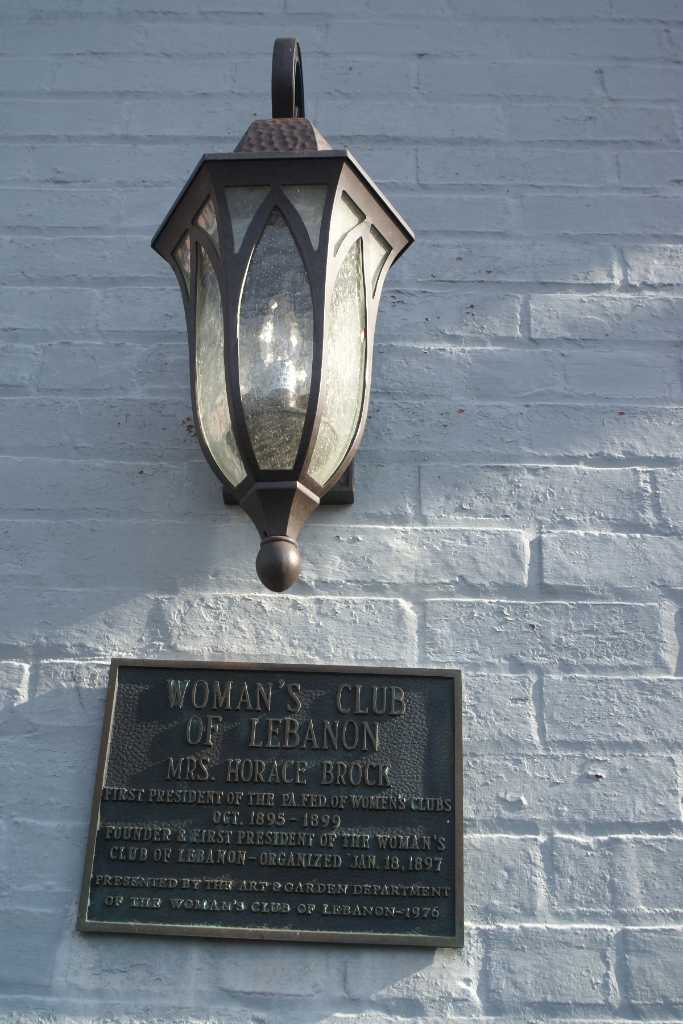 WOMAN'S CLUB
OF LEBANON
MRS. HORACE BROCK
FIRST PRESIDENT OF THE PA. FED. OF WOMEN'S CLUBS
OCT. 1895 - 1899
FOUNDER & FIRST PRESIDENT OF THE WOMAN'S
CLUB OF LEBANON - ORGANIZED JAN. 18, 1897
PRESENTED BY THE ART & GARDEN DEPARTMENT
OF THE WOMAN'S CLUB OF LEBANON - 1976